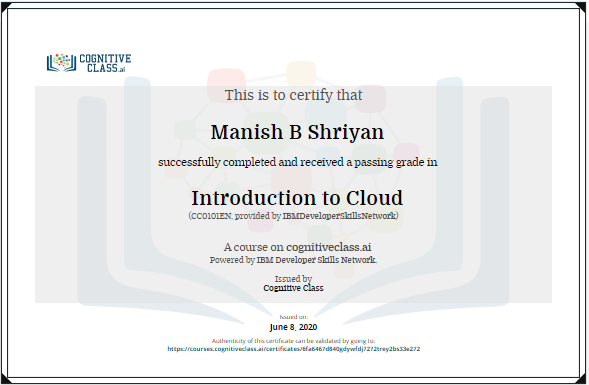 COGNITIVE
CLASS.ai
This is to certify that
Manish B Shriyan
successfully completed and received a passing grade in
Introduction to Cloud
(CC0101EN, provided by IBMDeveloperSkillsNetwork)
A course on cognitiveclass.ai
Powered by IBM Developer Skills Network.
Issued by
Cognitive Class
Issued on:
June 8, 2020
Authenticity of this certificate can be validated by going to:
https://courses.cognitiveclass.ai/certificates/6fa6467d840gdywfdj7272trey2bs33e272